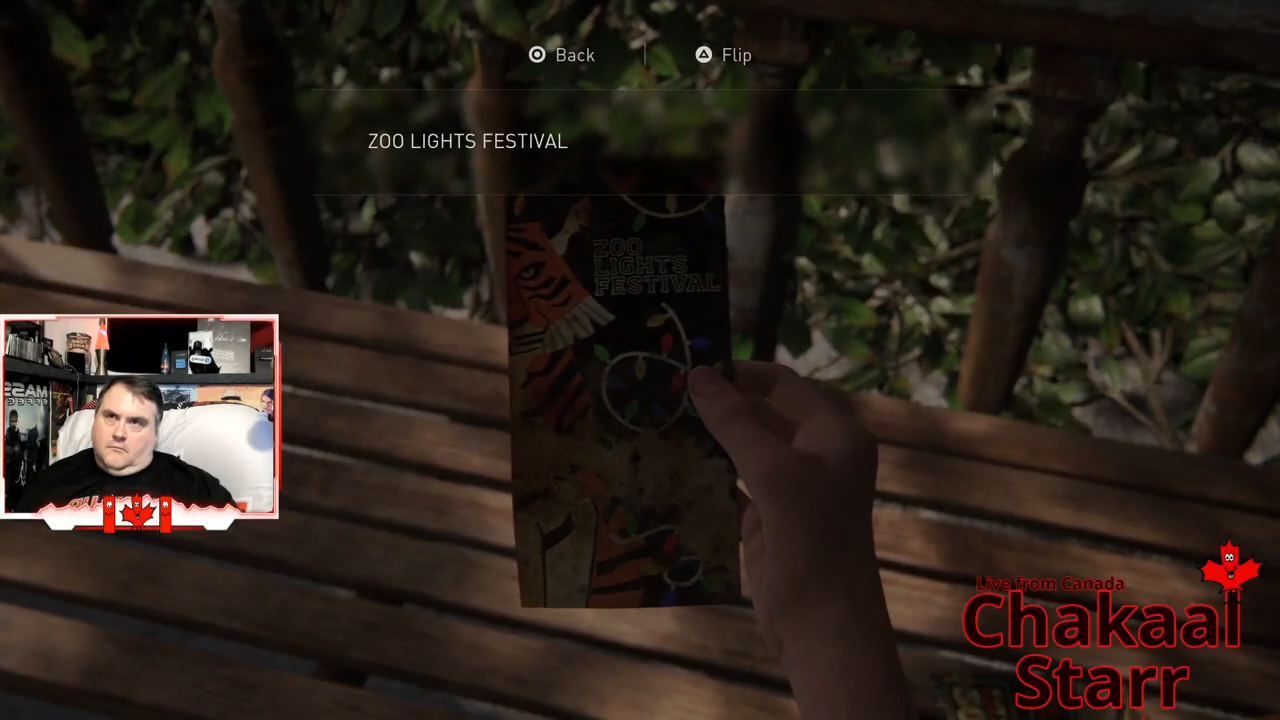 Back | Flip
ZOO LIGHTS FESTIVAL
ZOO
LIGHTS
FESTIVAL
Live from Canada
Chakaal
Starr